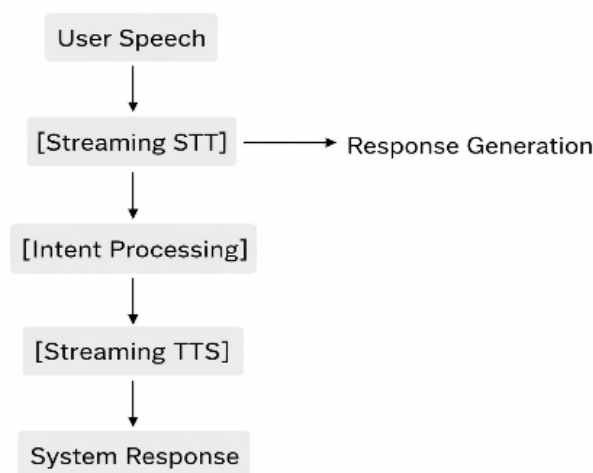 User Speech
[Streaming STT]
Response Generation
[Intent Processing]
[Streaming TTS]
System Response